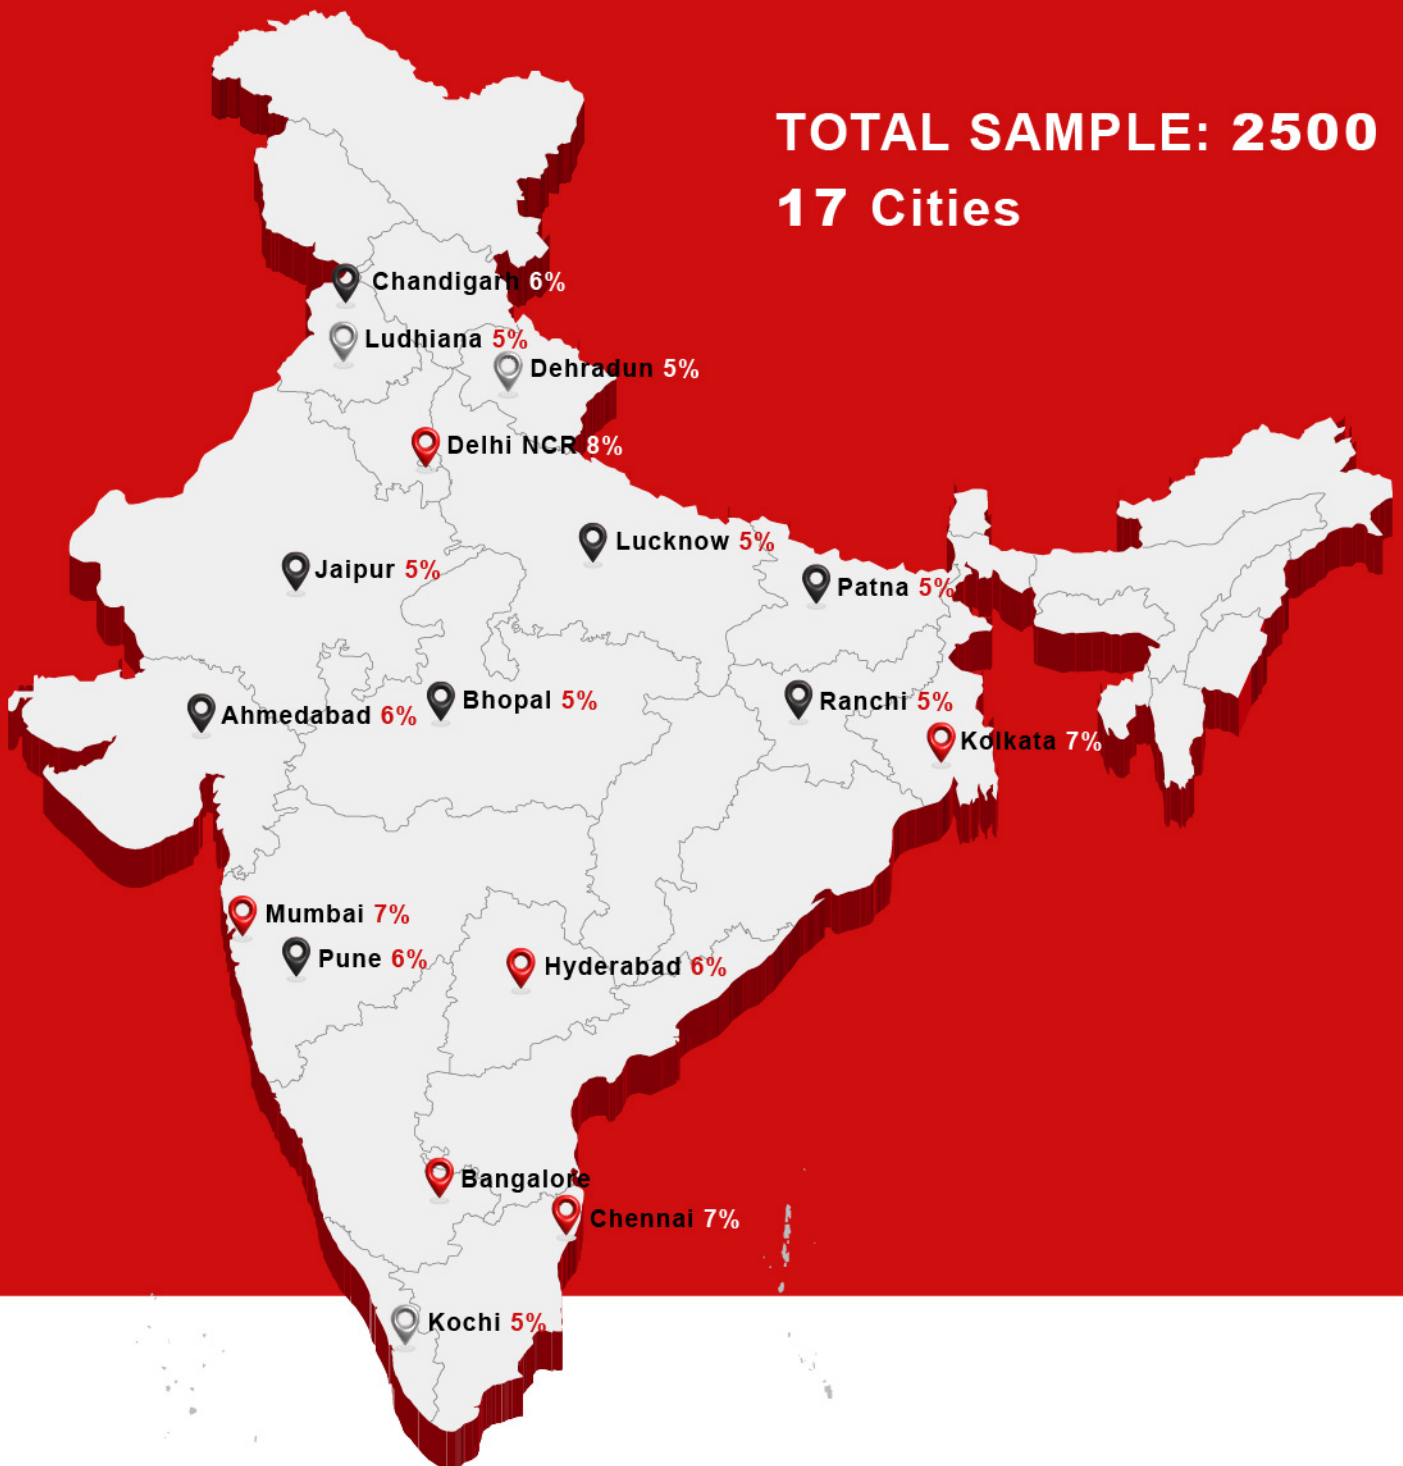 TOTAL SAMPLE: 2500
17 Cities
Chandigarh 6%
Ludhiana 5%
Dehradun 5%
Delhi NCR 8%
Lucknow 5%
Jaipur 5%
Patna 5%
Bhopal 5%
Ranchi 5%
Ahmedabad 6%
Kolkata 7%
Mumbai 7%
Pune 6%
Hyderabad 6%
Bangalore
Chennai 7%
Kochi 5%